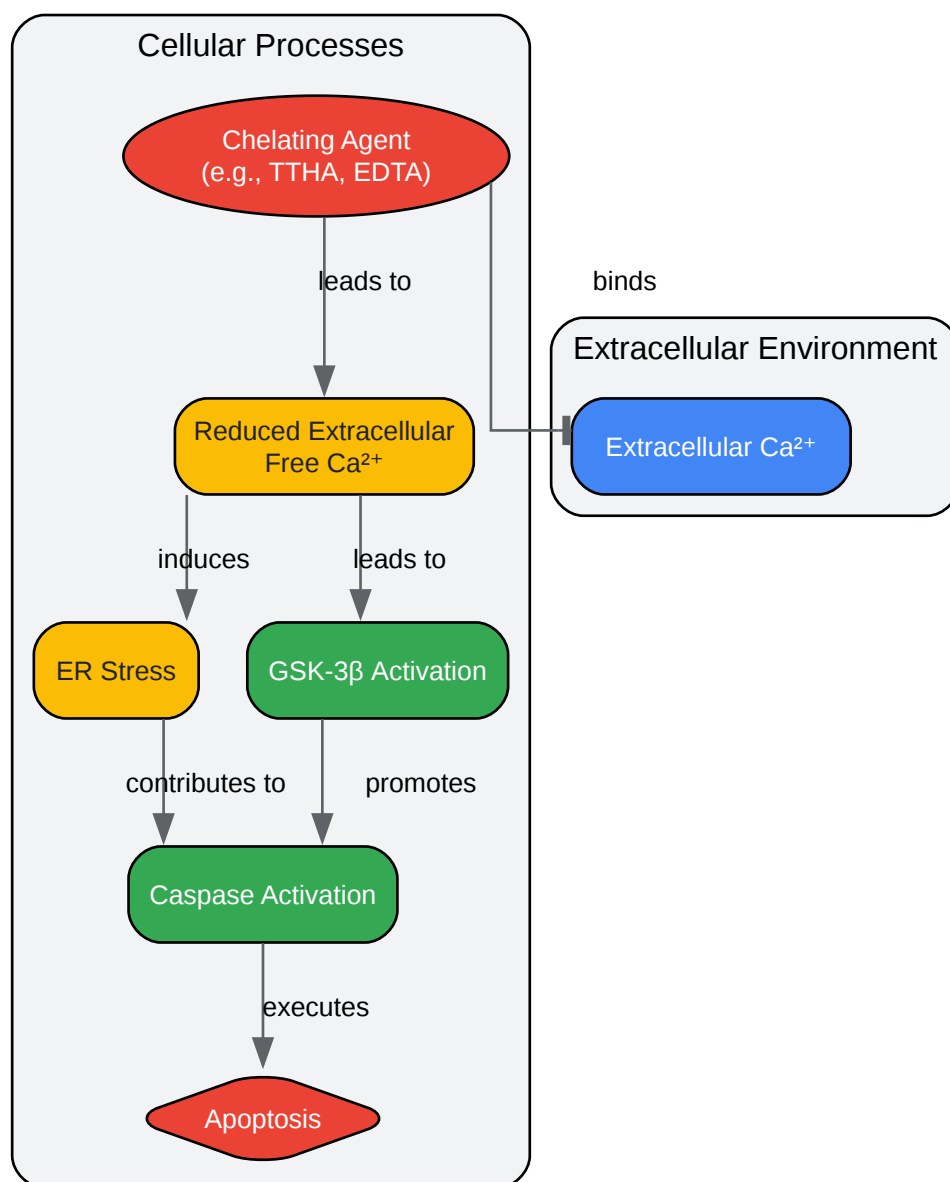 Cellular Processes
Chelating Agent
(e.g., TTHA, EDTA)
leads to
binds
Extracellular Environment
Reduced Extracellular
Free Ca²⁺
Extracellular Ca²⁺
induces
leads to
ER Stress
GSK-3β Activation
contributes to
promotes
Caspase Activation
executes
Apoptosis